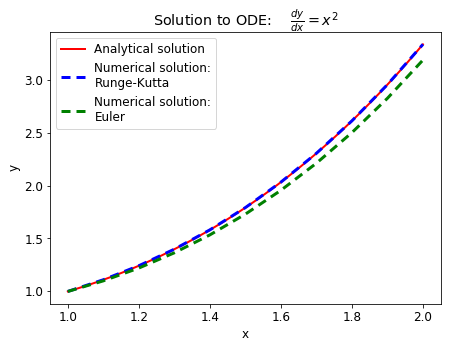 Solution to ODE: dy/dx = x²
Analytical solution
Numerical solution:
Runge-Kutta
Numerical solution:
Euler
3.0
2.5
2.0
1.5
1.0
y
1.0 1.2 1.4 1.6 1.8 2.0
x